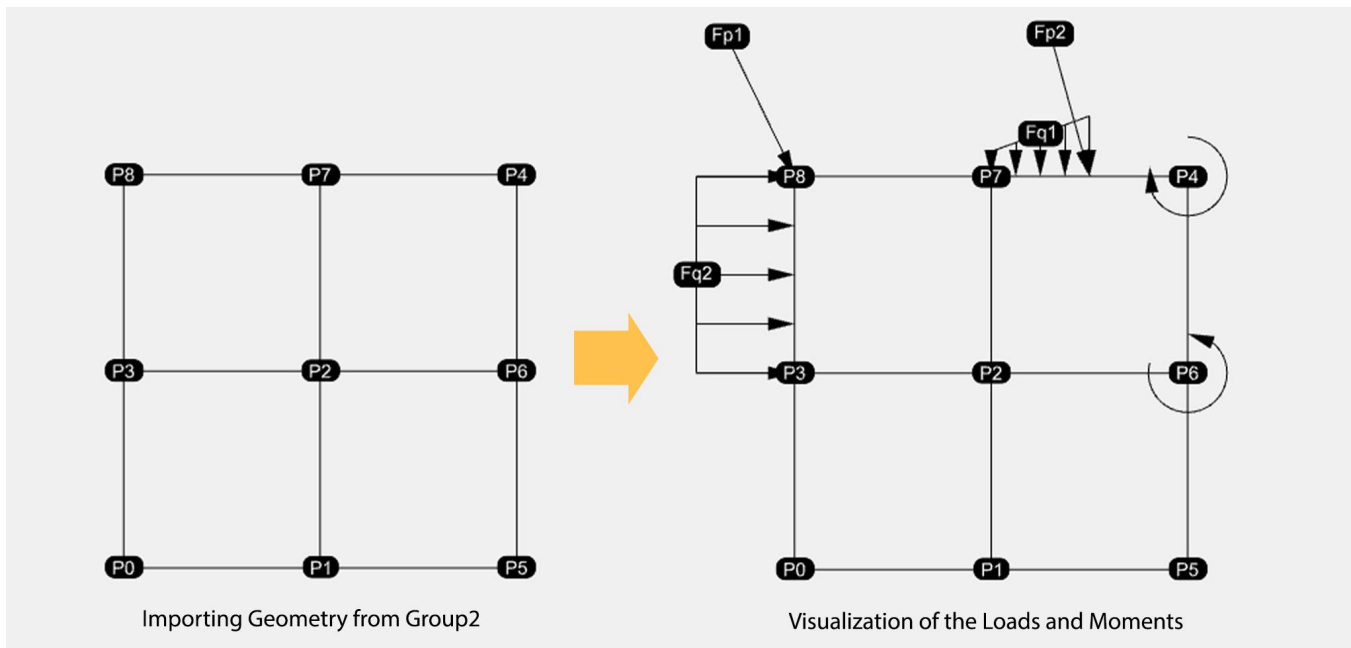 P8 P7 P4
P3 P2 P6
P0 P1 P5
Importing Geometry from Group2
Fp1 Fp2
Fq1
P8 P7 P4
Fq2
P3 P2 P6
P0 P1 P5
Visualization of the Loads and Moments